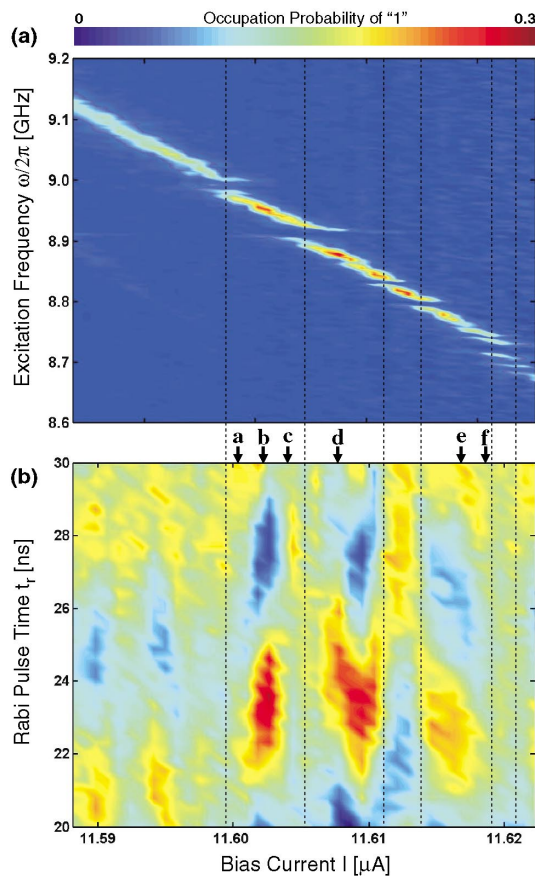 0 Occupation Probability of “1” 0.3
(a)
Excitation Frequency ω/2π [GHz]
9.2
9.1
9.0
8.9
8.8
8.7
8.6
a b c d e f
(b)
Rabi Pulse Time tr [ns]
30
28
26
24
22
20
11.59 11.60 11.61 11.62
Bias Current I [μA]